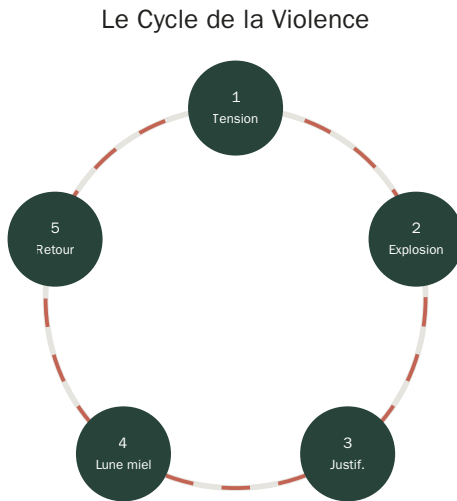 Le Cycle de la Violence
1
Tension
2
Explosion
3
Justif.
4
Lune miel
5
Retour